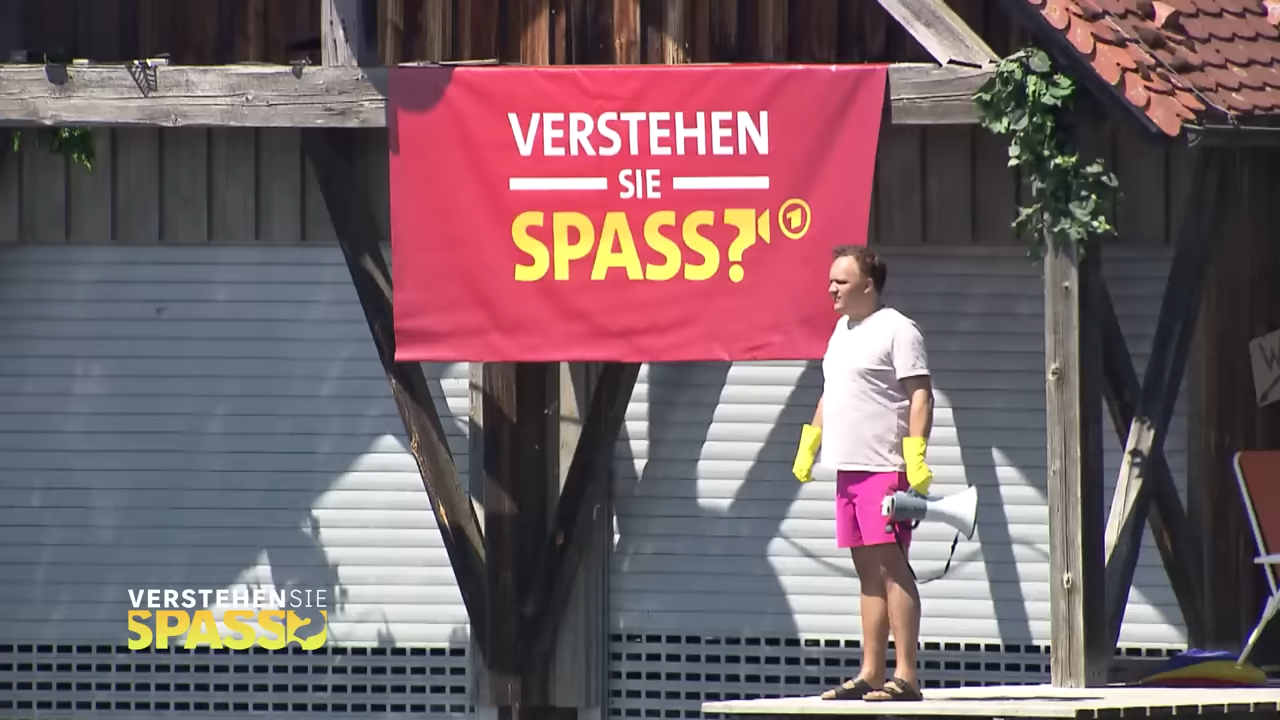 VERSTEHEN
SIE
SPASS?
1
VERSTEHEN SIE
SPASS?